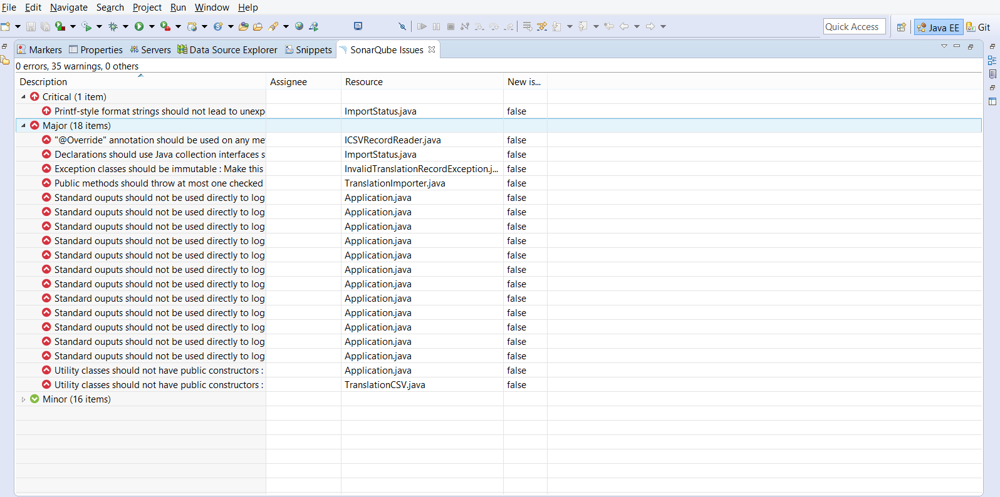 File Edit Navigate Search Project Run Window Help
Quick Access Java EE Git
Markers Properties Servers Data Source Explorer Snippets SonarQube Issues
0 errors, 35 warnings, 0 others
Description Assignee Resource New is...
Critical (1 item)
Printf-style format strings should not lead to unexp ImportStatus.java false
Major (18 items)
"@Override" annotation should be used on any me ICSVRecordReader.java false
Declarations should use Java collection interfaces s ImportStatus.java false
Exception classes should be immutable : Make this InvalidTranslationRecordException.j... false
Public methods should throw at most one checked TranslationImporter.java false
Standard ouputs should not be used directly to log Application.java false
Standard ouputs should not be used directly to log Application.java false
Standard ouputs should not be used directly to log Application.java false
Standard ouputs should not be used directly to log Application.java false
Standard ouputs should not be used directly to log Application.java false
Standard ouputs should not be used directly to log Application.java false
Standard ouputs should not be used directly to log Application.java false
Standard ouputs should not be used directly to log Application.java false
Standard ouputs should not be used directly to log Application.java false
Standard ouputs should not be used directly to log Application.java false
Standard ouputs should not be used directly to log Application.java false
Standard ouputs should not be used directly to log Application.java false
Utility classes should not have public constructors : Application.java false
Utility classes should not have public constructors : TranslationCSV.java false
Minor (16 items)